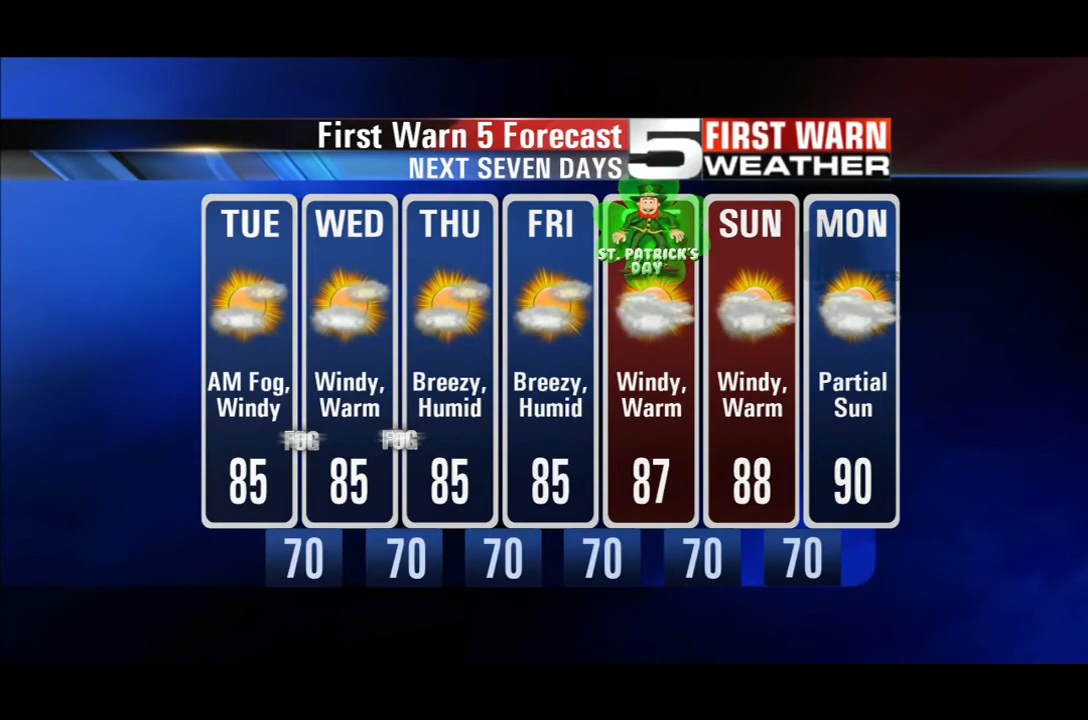 First Warn 5 Forecast
NEXT SEVEN DAYS
5
FIRST WARN
WEATHER
TUE
WED
THU
FRI
ST. PATRICK'S
DAY
SUN
MON
AM Fog,
Windy
Windy,
Warm
Breezy,
Humid
Breezy,
Humid
Windy,
Warm
Windy,
Warm
Partial
Sun
FOG
FOG
85
85
85
85
87
88
90
70
70
70
70
70
70